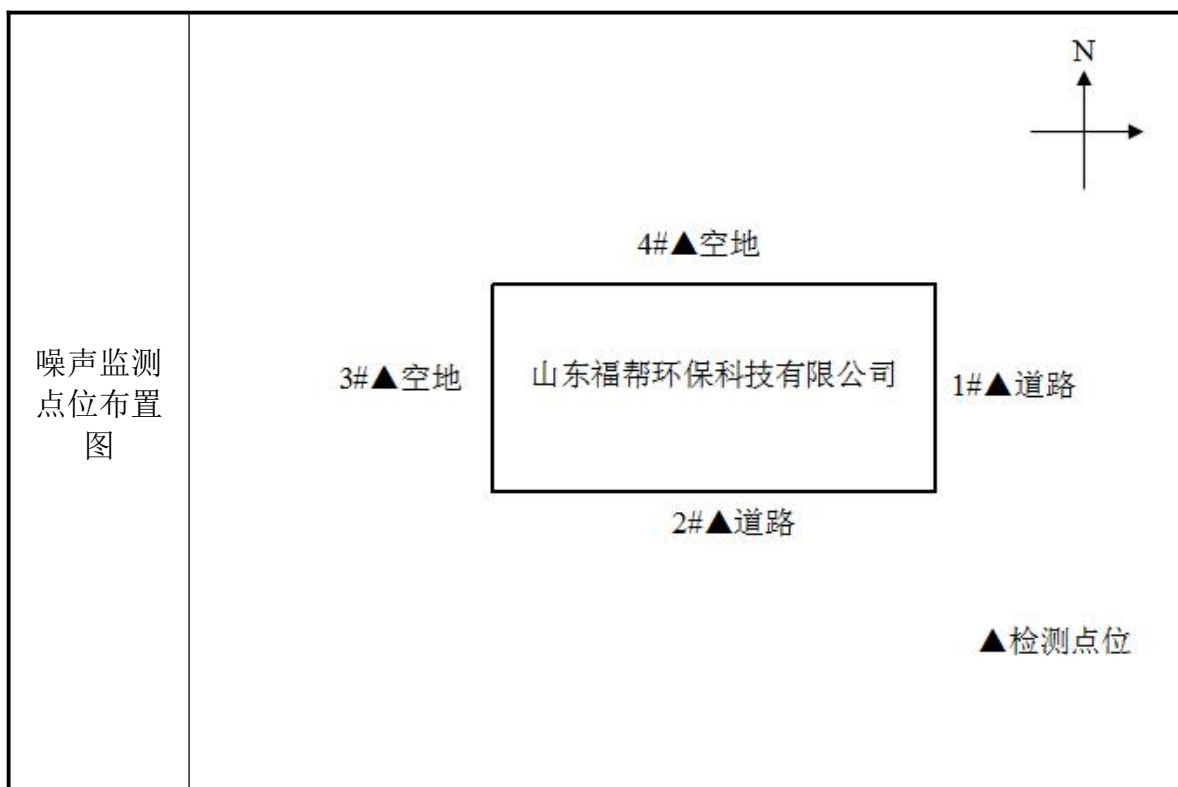 噪声监测
点位布置
图
N
4#▲空地
3#▲空地
山东福帮环保科技有限公司
1#▲道路
2#▲道路
▲检测点位